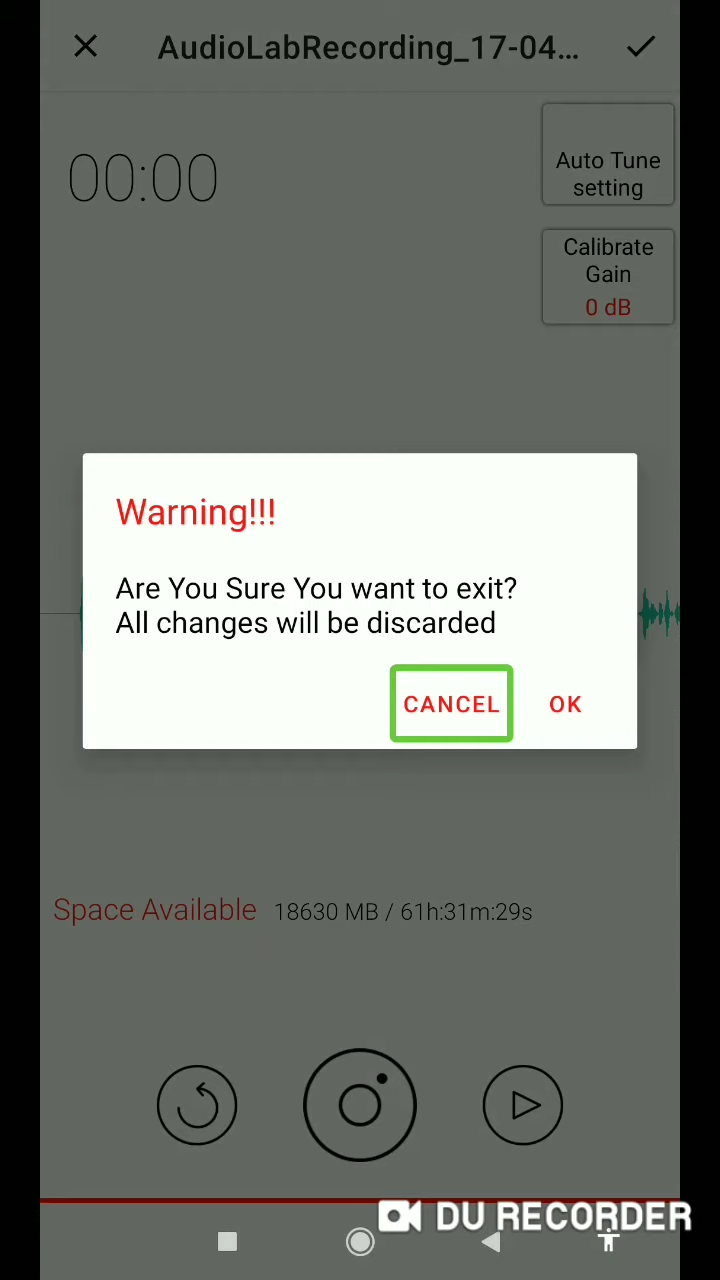 AudioLabRecording_17-04...
00:00
Auto Tune
setting
Calibrate
Gain
0 dB
Warning!!!
Are You Sure You want to exit?
All changes will be discarded
CANCEL OK
Space Available 18630 MB / 61h:31m:29s
DU RECORDER